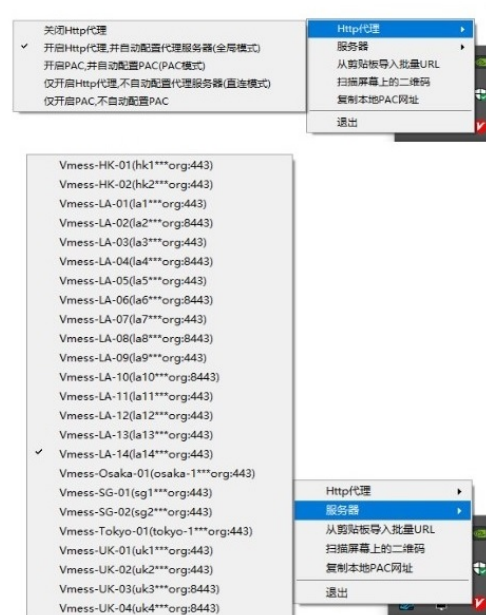 关闭Http代理
✓ 开启Http代理,并自动配置代理服务器(全局模式)
开启PAC,并自动配置PAC(PAC模式)
仅开启Http代理,不自动配置代理服务器(直连模式)
仅开启PAC,不自动配置PAC
Http代理
服务器
从剪贴板导入批量URL
扫描屏幕上的二维码
复制本地PAC网址
退出
Vmess-HK-01(hk1***org:443)
Vmess-HK-02(hk2***org:443)
Vmess-LA-01(la1***org:443)
Vmess-LA-02(la2***org:8443)
Vmess-LA-03(la3***org:443)
Vmess-LA-04(la4***org:8443)
Vmess-LA-05(la5***org:443)
Vmess-LA-06(la6***org:8443)
Vmess-LA-07(la7***org:443)
Vmess-LA-08(la8***org:8443)
Vmess-LA-09(la9***org:443)
Vmess-LA-10(la10***org:8443)
Vmess-LA-11(la11***org:443)
Vmess-LA-12(la12***org:443)
Vmess-LA-13(la13***org:443)
✓ Vmess-LA-14(la14***org:443)
Vmess-Osaka-01(osaka-1***org:443)
Vmess-SG-01(sg1***org:443)
Vmess-SG-02(sg2***org:443)
Vmess-Tokyo-01(tokyo-1***org:443)
Vmess-UK-01(uk1***org:443)
Vmess-UK-02(uk2***org:443)
Vmess-UK-03(uk3***org:8443)
Vmess-UK-04(uk4***org:8443)
Http代理
服务器
从剪贴板导入批量URL
扫描屏幕上的二维码
复制本地PAC网址
退出